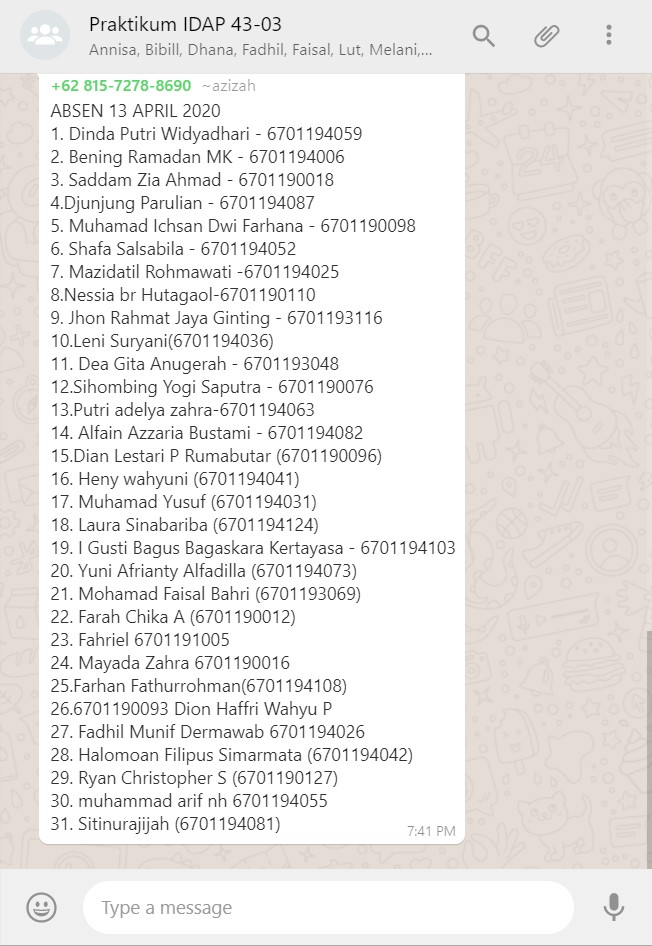 Praktikum IDAP 43-03
Annisa, Bibill, Dhana, Fadhil, Faisal, Lut, Melani,...
+62 815-7278-8690 ~azizah
ABSEN 13 APRIL 2020
1. Dinda Putri Widyadhari - 6701194059
2. Bening Ramadan MK - 6701194006
3. Saddam Zia Ahmad - 6701190018
4.Djunjung Parulian - 6701194087
5. Muhamad Ichsan Dwi Farhana - 6701190098
6. Shafa Salsabila - 6701194052
7. Mazidatil Rohmawati -6701194025
8.Nessia br Hutagaol-6701190110
9. Jhon Rahmat Jaya Ginting - 6701193116
10.Leni Suryani(6701194036)
11. Dea Gita Anugerah - 6701193048
12.Sihombing Yogi Saputra - 6701190076
13.Putri adelya zahra-6701194063
14. Alfain Azzaria Bustami - 6701194082
15.Dian Lestari P Rumabutar (6701190096)
16. Heny wahyuni (6701194041)
17. Muhamad Yusuf (6701194031)
18. Laura Sinabariba (6701194124)
19. I Gusti Bagus Bagaskara Kertayasa - 6701194103
20. Yuni Afrianty Alfadilla (6701194073)
21. Mohamad Faisal Bahri (6701193069)
22. Farah Chika A (6701190012)
23. Fahriel 6701191005
24. Mayada Zahra 6701190016
25.Farhan Fathurrohman(6701194108)
26.6701190093 Dion Haffri Wahyu P
27. Fadhil Munif Dermawab 6701194026
28. Halomoan Filipus Simarmata (6701194042)
29. Ryan Christopher S (6701190127)
30. muhammad arif nh 6701194055
31. Sitinurajijah (6701194081)
7:41 PM
Type a message